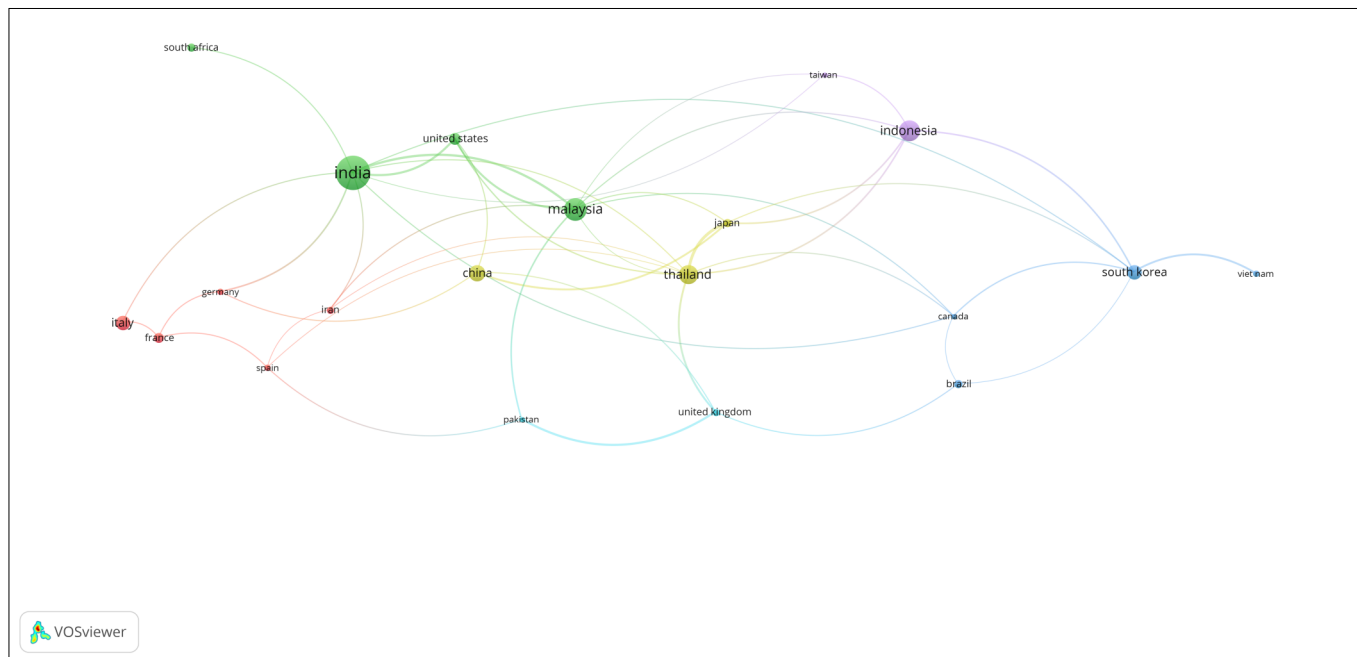 south africa
taiwan
indonesia
united states
india
malaysia
japan
china
thailand
south korea
viet nam
germany
iran
canada
italy
france
spain
brazil
pakistan
united kingdom
VOSviewer